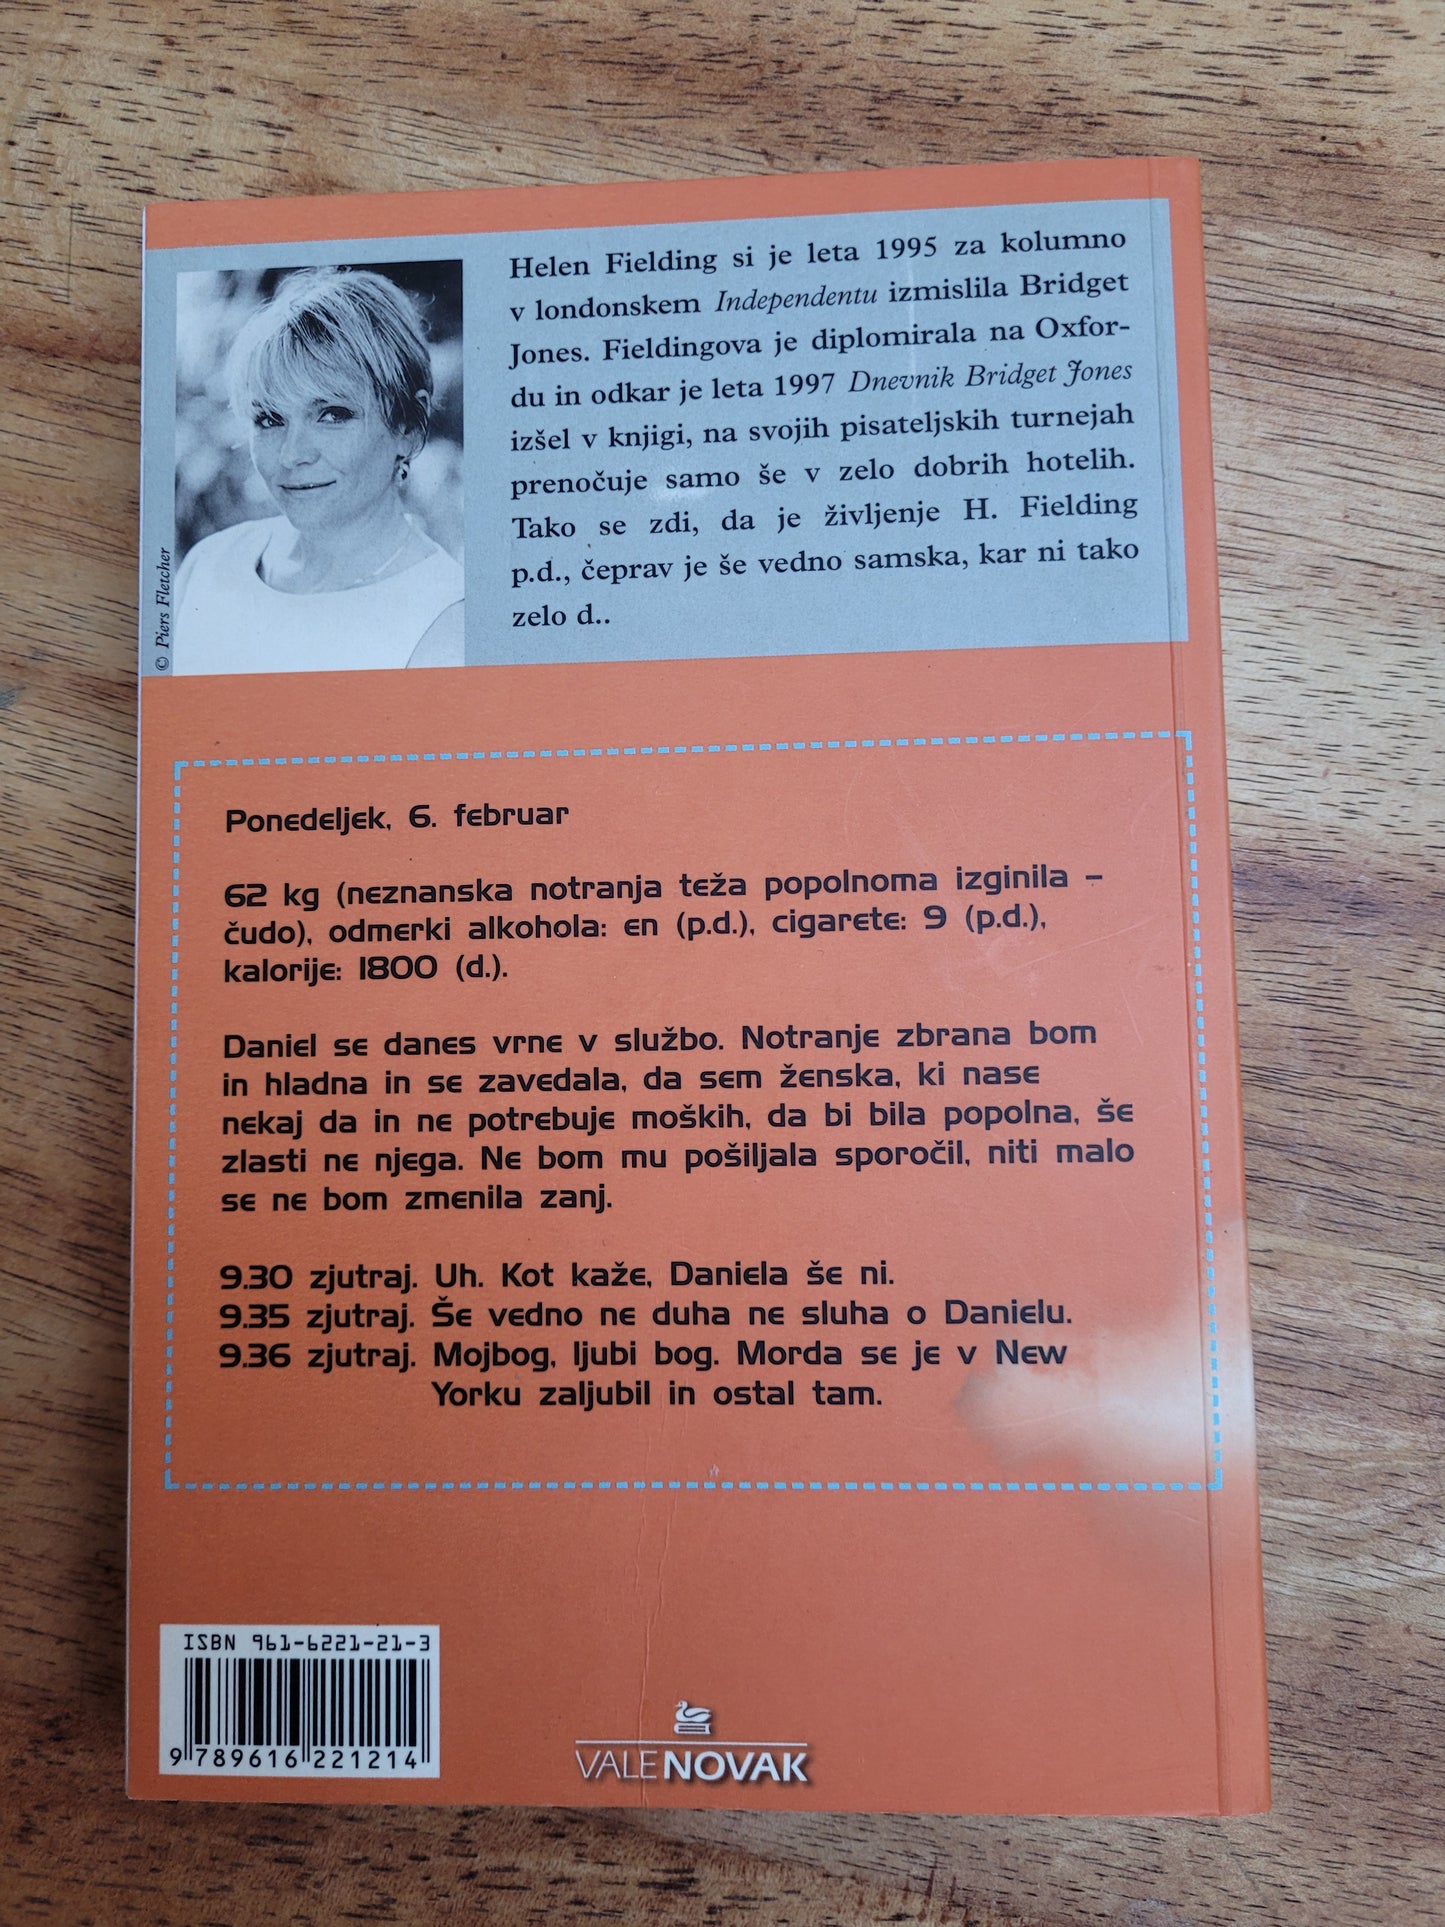 Helen Fielding si je leta 1995 za kolumno
v londonskem Independentu izmislila Bridget
Jones. Fieldingova je diplomirala na Oxfor-
du in odkar je leta 1997 Dnevnik Bridget Jones
izšel v knjigi, na svojih pisateljskih turnejah
prenočuje samo še v zelo dobrih hotelih.
Tako se zdi, da je življenje H. Fielding
p.d., čeprav je še vedno samska, kar ni tako
zelo d..
© Piers Fletcher
Ponedeljek, 6. februar
62 kg (neznanska notranja teža popolnoma izginila –
čudo), odmerki alkohola: en (p.d.), cigarete: 9 (p.d.),
kalorije: 1800 (d.).
Daniel se danes vrne v službo. Notranje zbrana bom
in hladna in se zavedala, da sem ženska, ki nase
nekaj da in ne potrebuje moških, da bi bila popolna, še
zlasti ne njega. Ne bom mu pošiljala sporočil, niti malo
se ne bom zmenila zanj.
9.30 zjutraj. Uh. Kot kaže, Daniela še ni.
9.35 zjutraj. Še vedno ne duha ne sluha o Danielu.
9.36 zjutraj. Mojbog, ljubi bog. Morda se je v New
Yorku zaljubil in ostal tam.
ISBN 961-6221-21-3
9 789616 221214
VALE NOVAK